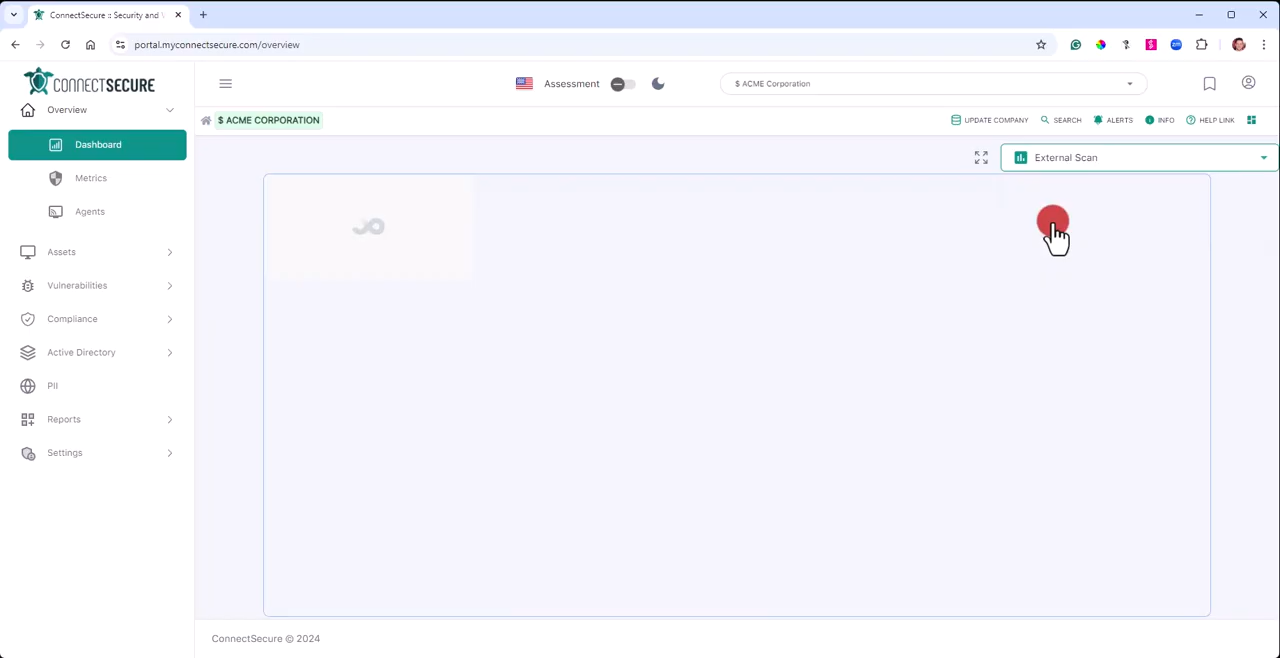 ConnectSecure :: Security and
portal.myconnectsecure.com/overview
CONNECTSECURE
Assessment
$ ACME Corporation
Overview
$ ACME CORPORATION
UPDATE COMPANY
SEARCH
ALERTS
INFO
HELP LINK
Dashboard
External Scan
Metrics
Agents
Assets
Vulnerabilities
Compliance
Active Directory
PII
Reports
Settings
ConnectSecure © 2024